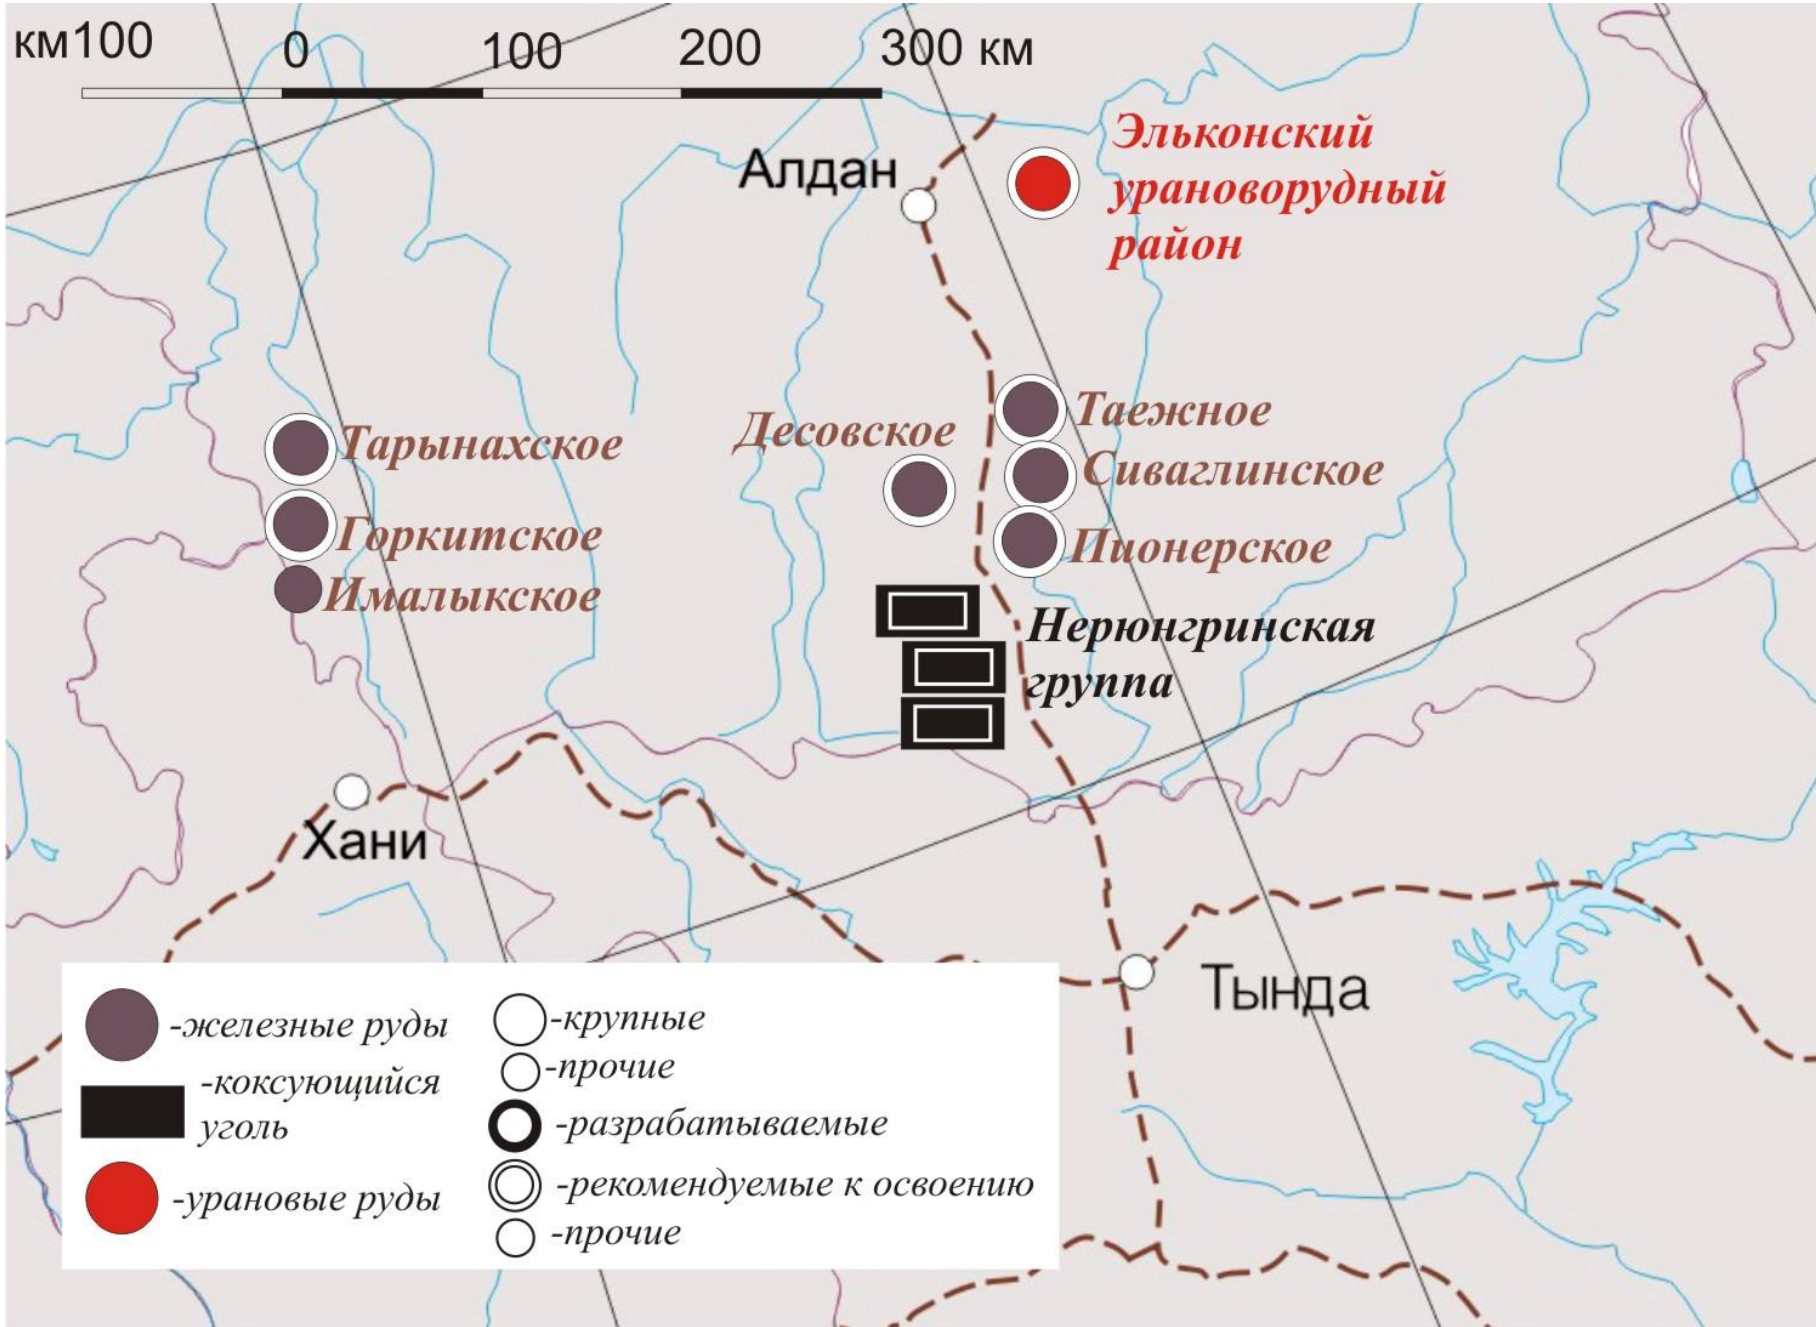 км100 0 100 200 300 км
Эльконский
урановорудный
район
Алдан
Таежное
Десовское
Тарынахское
Сиваглинское
Горкитское
Пионерское
Ималыкское
Нерюнгринская
группа
Хани
Тында
-железные руды
-коксующийся
уголь
-урановые руды
-крупные
-прочие
-разрабатываемые
-рекомендуемые к освоению
-прочие